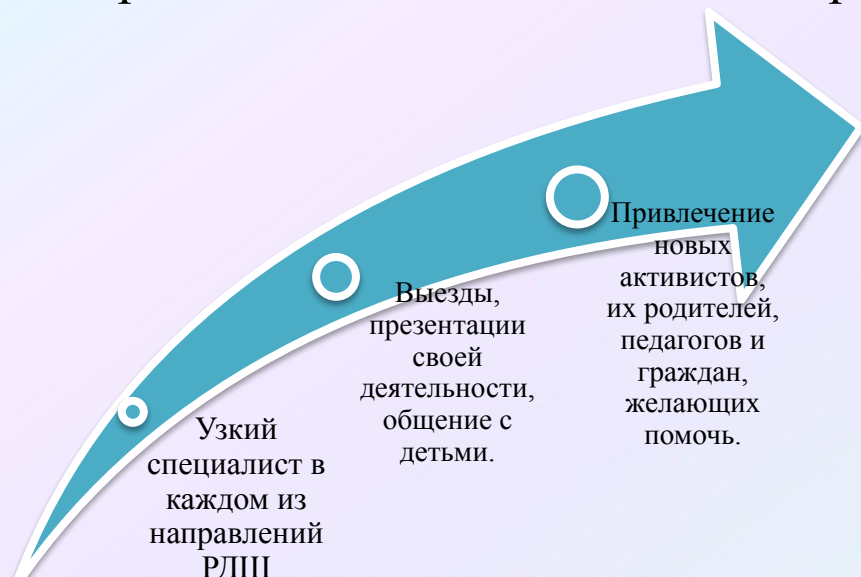 Узкий
специалист в
каждом из
направлений
РДШ
Выезды,
презентации
своей
деятельности,
общение с
детьми.
Привлечение
новых
активистов,
их родителей,
педагогов и
граждан,
желающих
помочь.